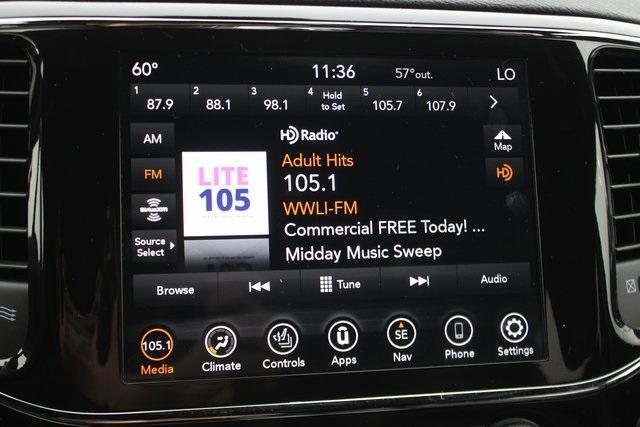 60° 11:36 57°out. LO
1 87.9 2 88.1 3 98.1 4 Hold to Set 5 105.7 6 107.9
AM
HD Radio
Map
FM
LITE
105
Adult Hits
105.1
HD
SiriusXM
WWLI-FM
Commercial FREE Today! ...
Source
Select
Midday Music Sweep
Browse Tune Audio
105.1 SE
Media Climate Controls Apps Nav Phone Settings